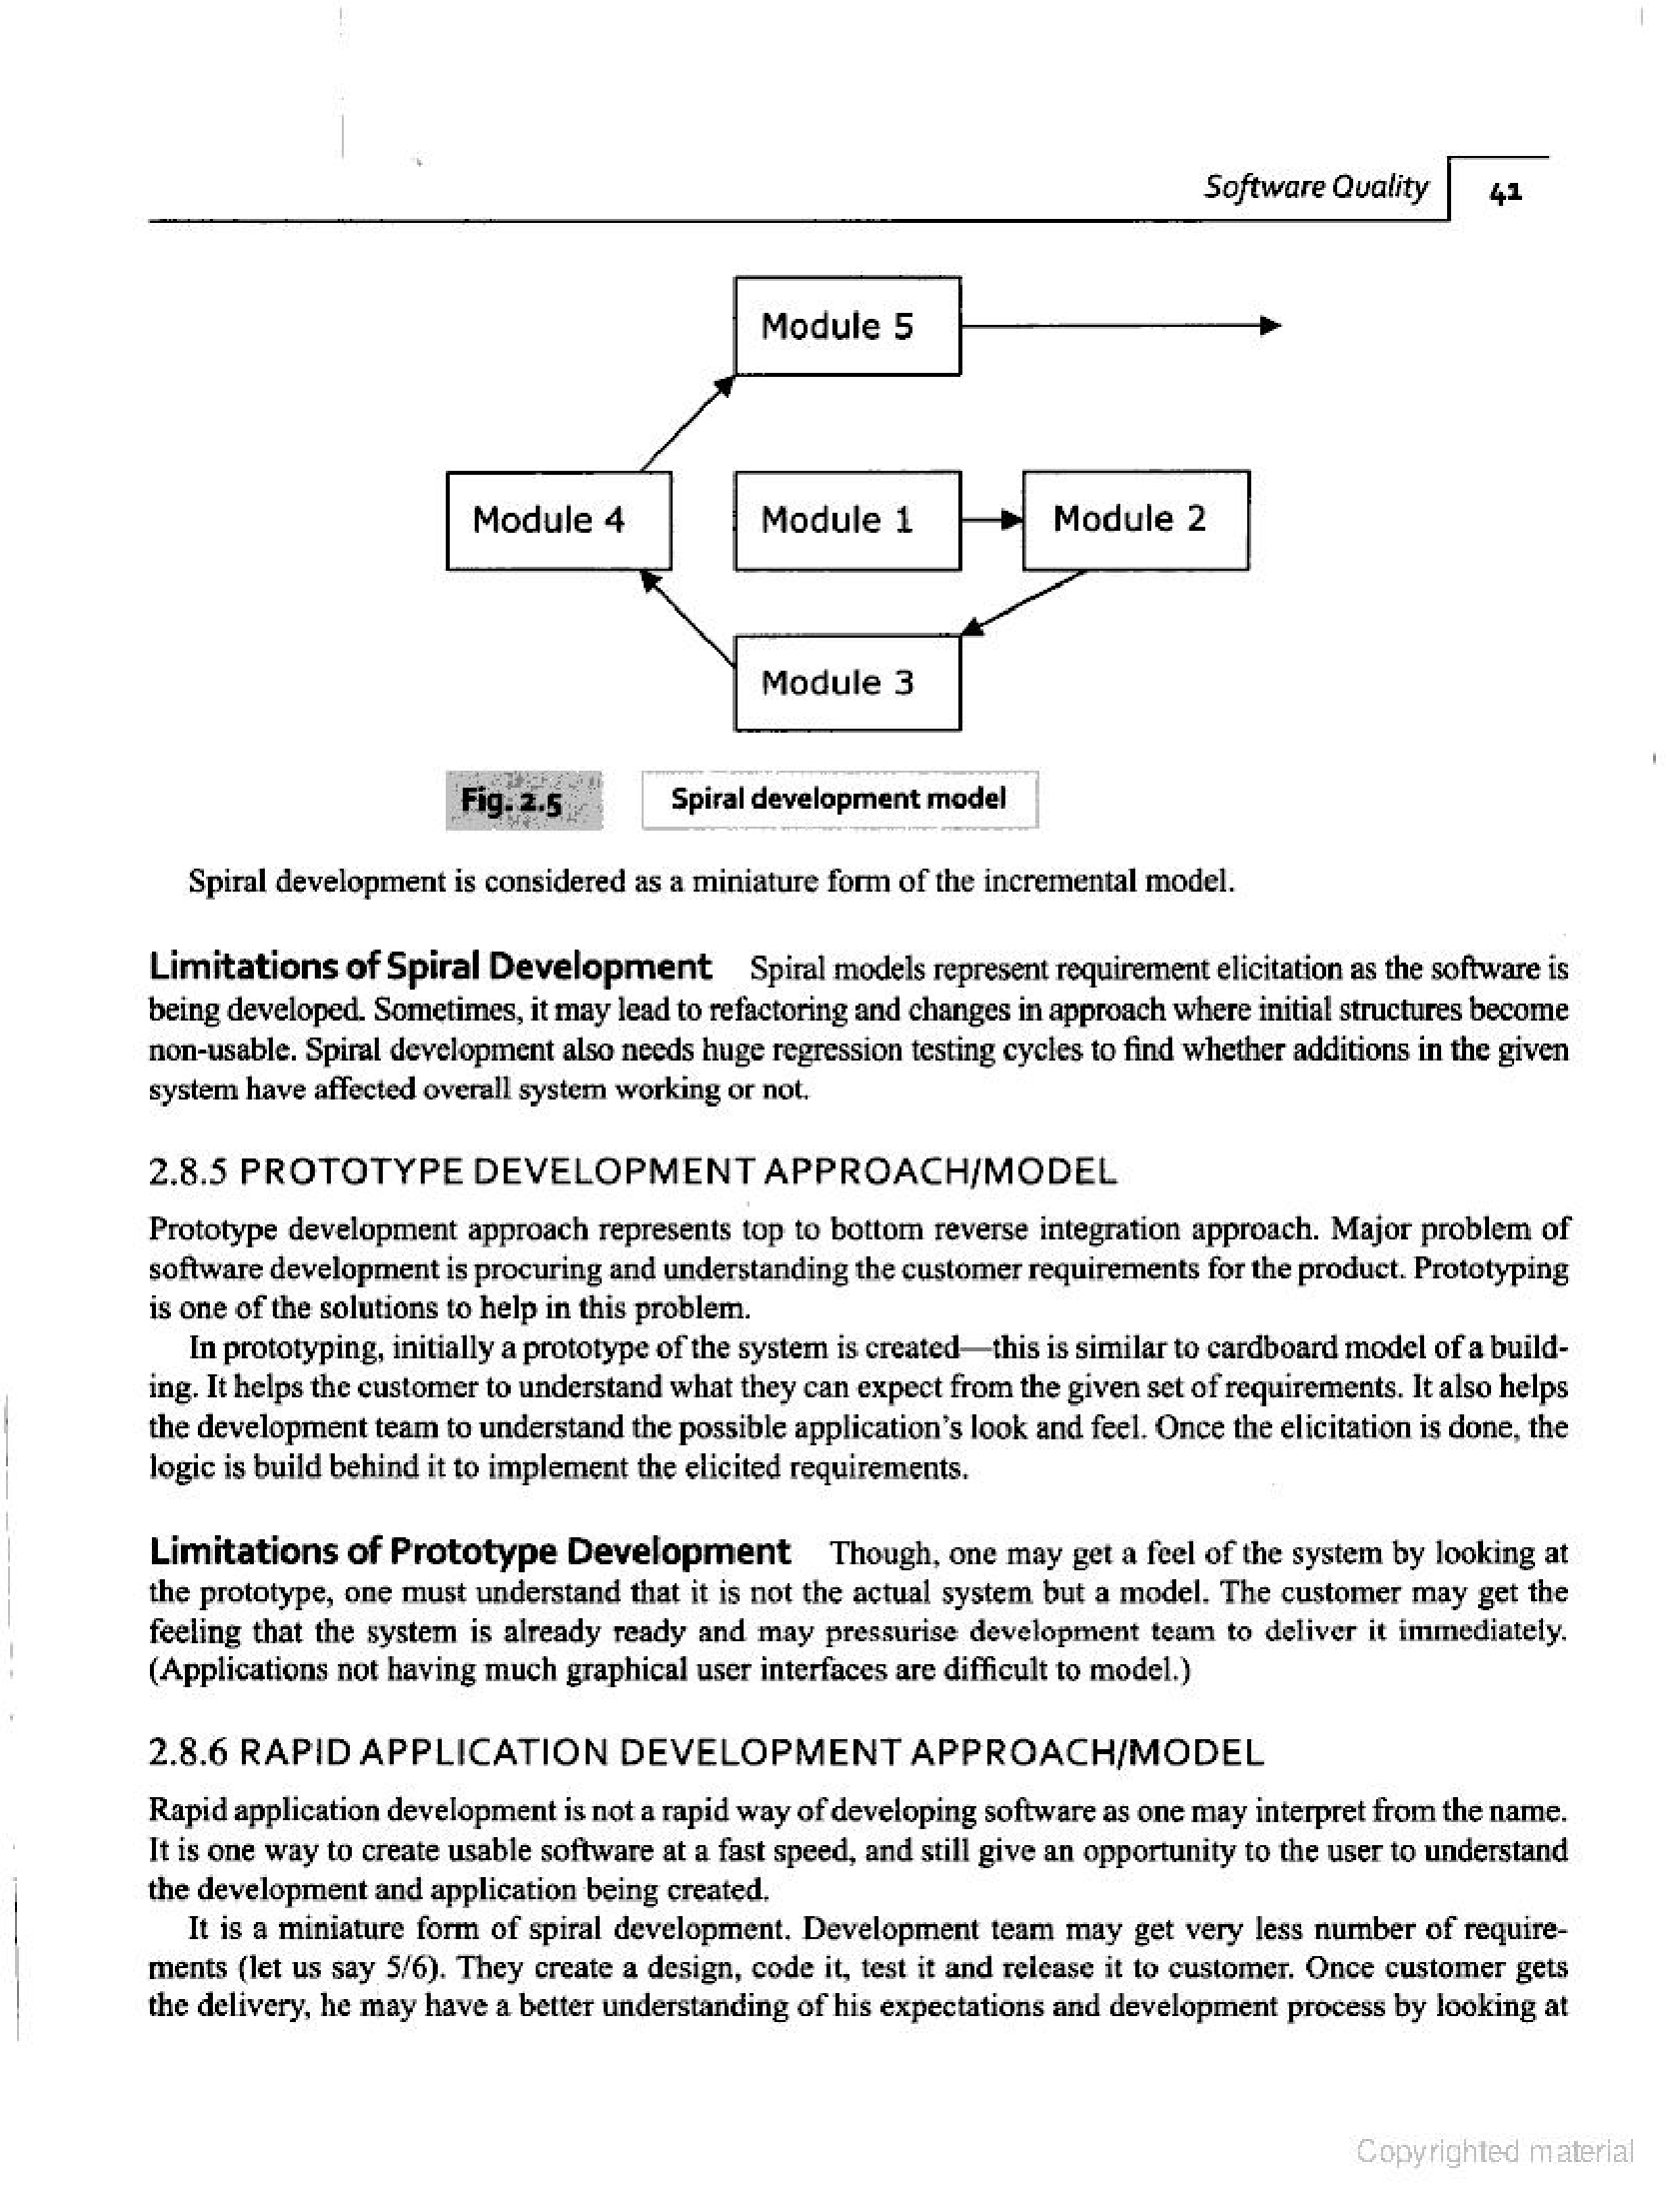 Software Quality 41
Module 5
Module 4
Module 1
Module 2
Module 3
Fig. 2.5 Spiral development model
Spiral development is considered as a miniature form of the incremental model.
Limitations of Spiral Development Spiral models represent requirement elicitation as the software is
being developed. Sometimes, it may lead to refactoring and changes in approach where initial structures become
non-usable. Spiral development also needs huge regression testing cycles to find whether additions in the given
system have affected overall system working or not.
2.8.5 PROTOTYPE DEVELOPMENT APPROACH/MODEL
Prototype development approach represents top to bottom reverse integration approach. Major problem of
software development is procuring and understanding the customer requirements for the product. Prototyping
is one of the solutions to help in this problem.
In prototyping, initially a prototype of the system is created—this is similar to cardboard model of a build-
ing. It helps the customer to understand what they can expect from the given set of requirements. It also helps
the development team to understand the possible application's look and feel. Once the elicitation is done, the
logic is build behind it to implement the elicited requirements.
Limitations of Prototype Development Though, one may get a feel of the system by looking at
the prototype, one must understand that it is not the actual system but a model. The customer may get the
feeling that the system is already ready and may pressurise development team to deliver it immediately.
(Applications not having much graphical user interfaces are difficult to model.)
2.8.6 RAPID APPLICATION DEVELOPMENT APPROACH/MODEL
Rapid application development is not a rapid way of developing software as one may interpret from the name.
It is one way to create usable software at a fast speed, and still give an opportunity to the user to understand
the development and application being created.
It is a miniature form of spiral development. Development team may get very less number of require-
ments (let us say 5/6). They create a design, code it, test it and release it to customer. Once customer gets
the delivery, he may have a better understanding of his expectations and development process by looking at
Copyrighted material